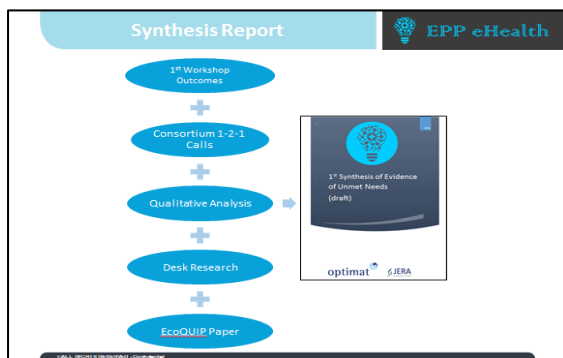 Synthesis Report
EPP eHealth
1st Workshop
Outcomes
Consortium 1-2-1
Calls
Qualitative Analysis
Desk Research
EcoQUIP Paper
1st Synthesis of Evidence
of Unmet Needs
(draft)
optimat
JERA